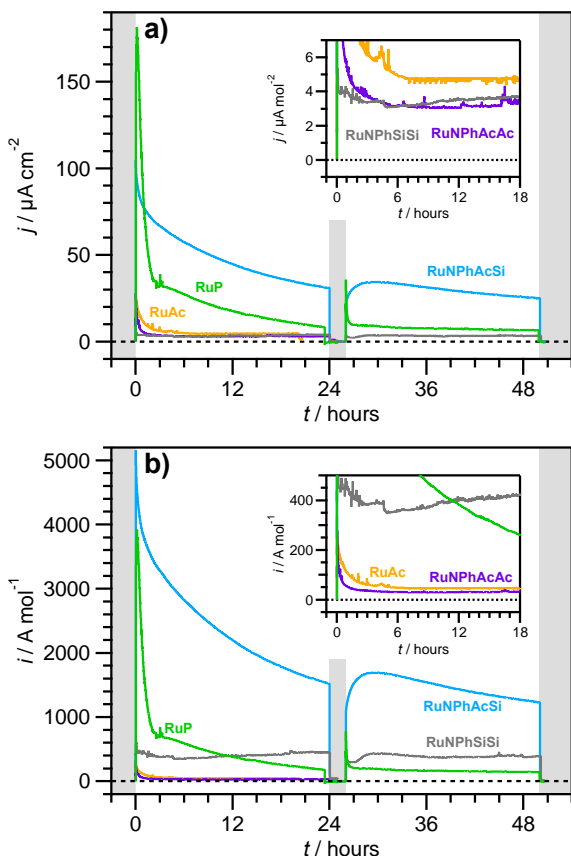 a)
j / µA cm⁻²
150
100
50
0
0
12
24
36
48
t / hours
RuP
RuAc
RuNPhAcSi
j / µA mol⁻²
6
4
2
0
0
6
12
18
t / hours
RuNPhSiSi
RuNPhAcAc
b)
i / A mol⁻¹
5000
4000
3000
2000
1000
0
0
12
24
36
48
t / hours
RuP
RuNPhAcSi
RuNPhSiSi
i / A mol⁻¹
400
200
0
0
6
12
18
t / hours
RuAc
RuNPhAcAc